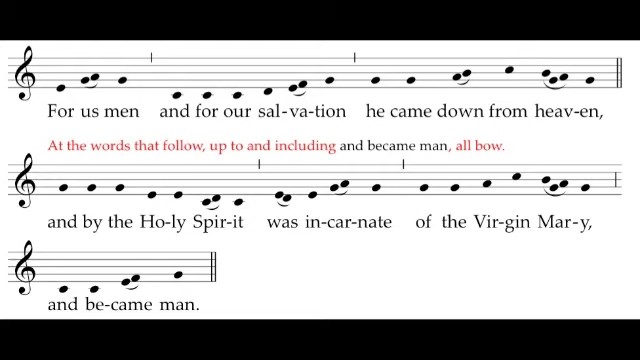 For us men and for our sal-va-tion he came down from heav-en,
At the words that follow, up to and including and became man, all bow.
and by the Ho-ly Spir-it was in-car-nate of the Vir-gin Mar-y,
and be-came man.